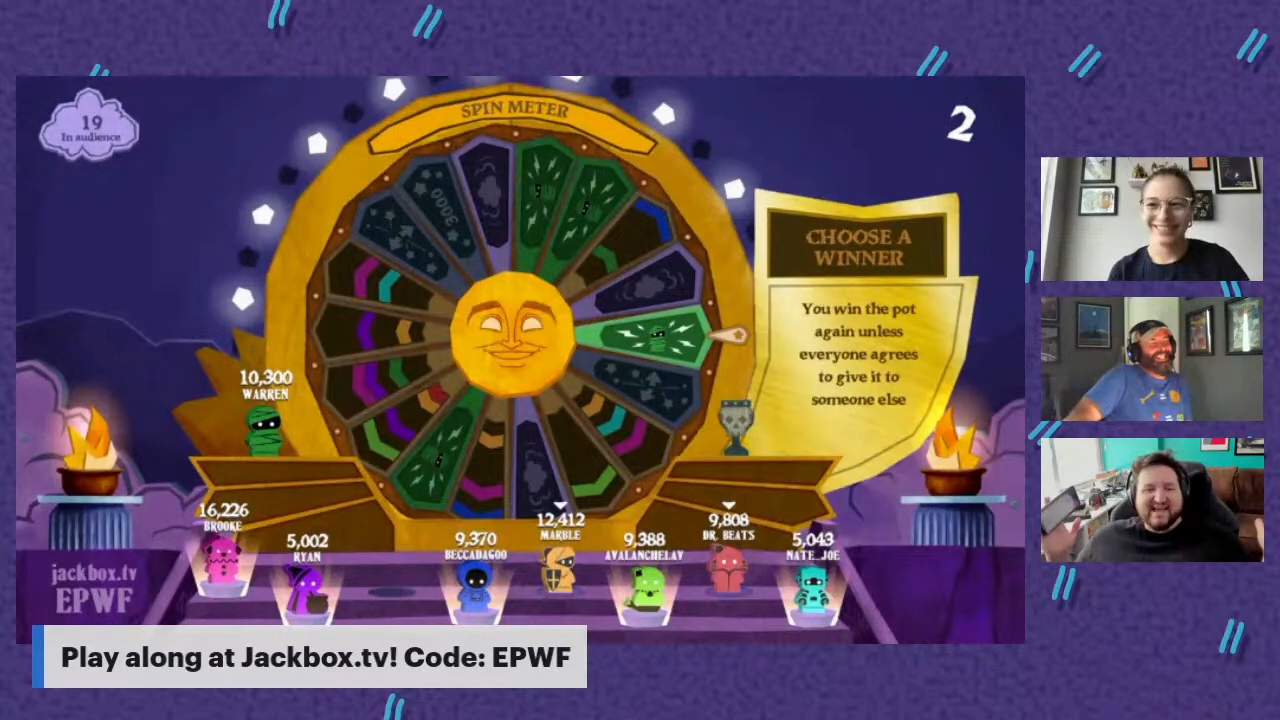 19
In audience
SPIN METER
2
3000
CHOOSE A
WINNER
You win the pot
again unless
everyone agrees
to give it to
someone else
10,300
WARREN
16,226
BROOKE
5,002
RYAN
9,370
BECCADAGOO
12,412
MARBLE
9,388
AVALANCHELAV
9,808
DR. BEATS
5,043
NATE_JOE
jackbox.tv
EPWF
Play along at Jackbox.tv! Code: EPWF